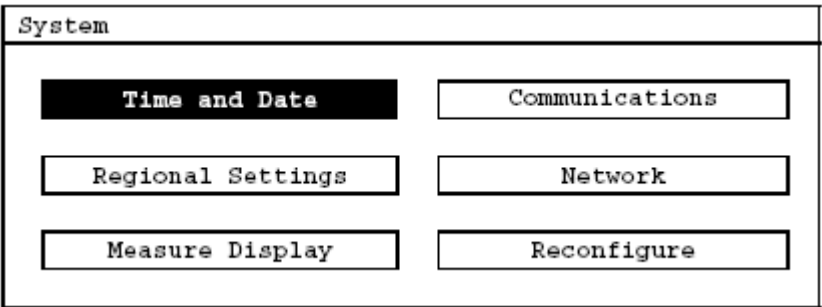 System
Time and Date
Communications
Regional Settings
Network
Measure Display
Reconfigure